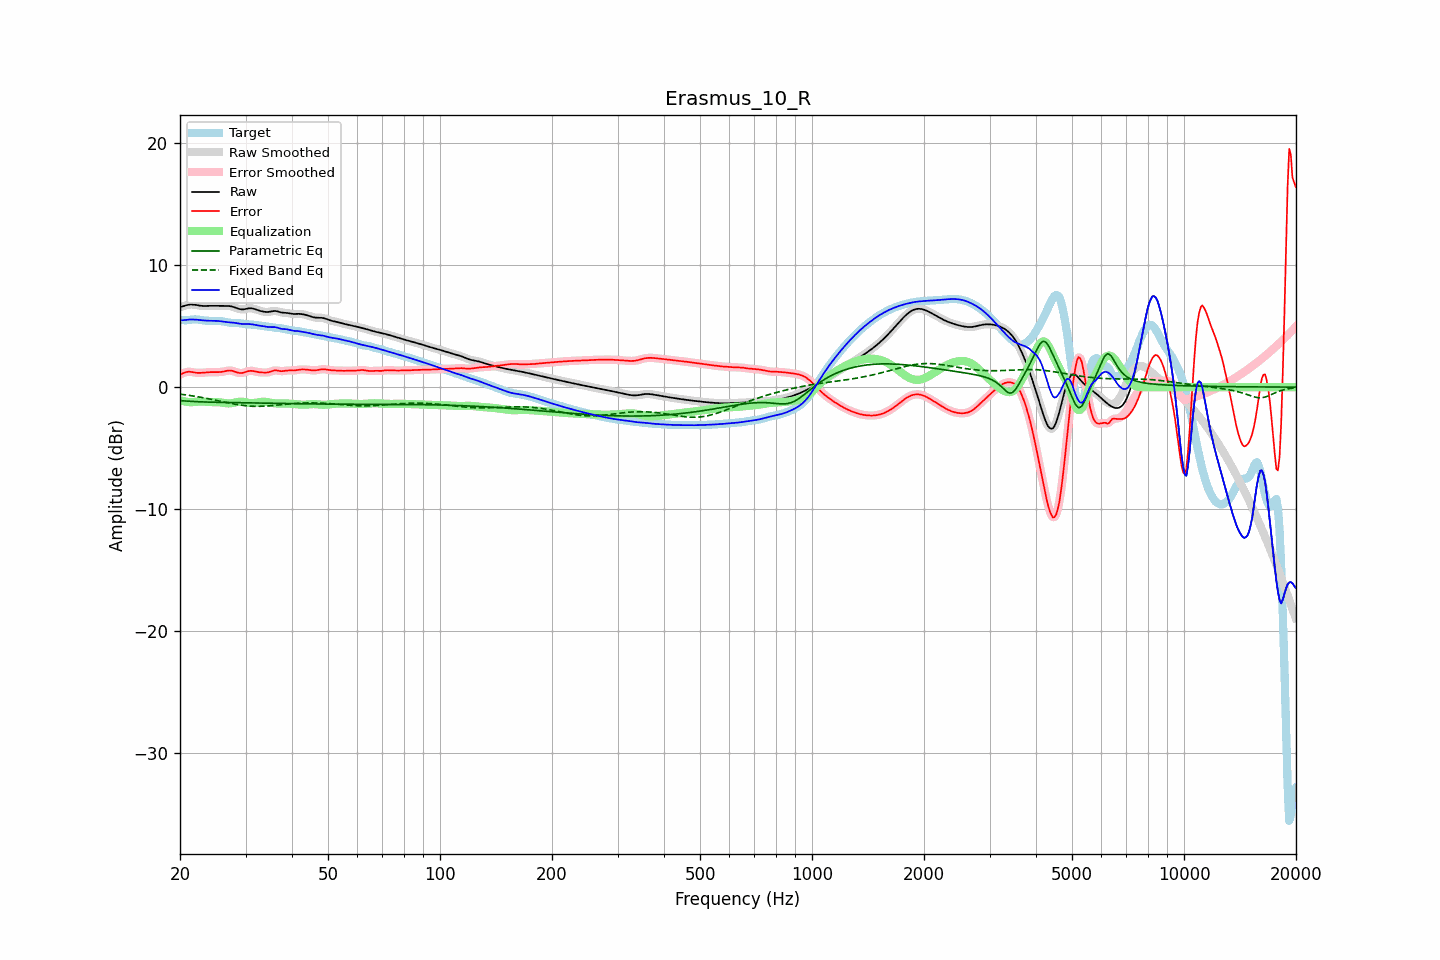 Erasmus_10_R
Target
Raw Smoothed
Error Smoothed
Raw
Error
Equalization
Parametric Eq
Fixed Band Eq
Equalized
20
10
0
−10
−20
−30
Amplitude (dBr)
20
50
100
200
500
1000
2000
5000
10000
20000
Frequency (Hz)